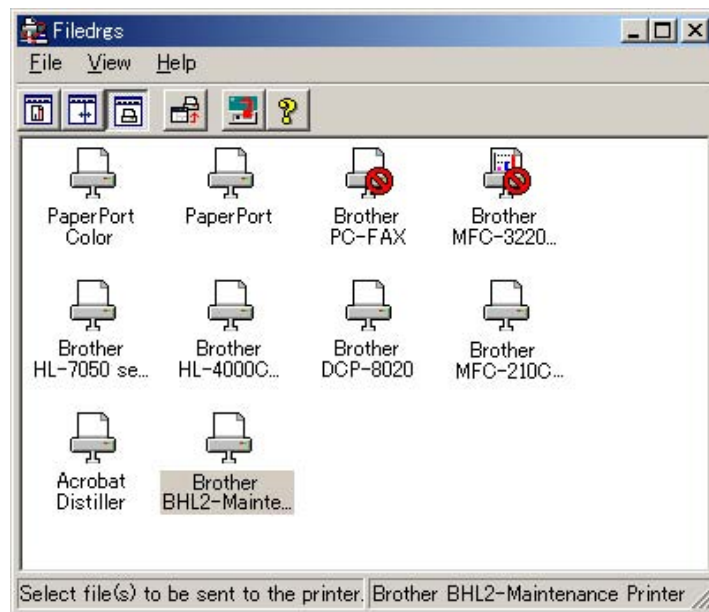 Filedrgs
File View Help
PaperPort
Color
PaperPort
Brother
PC-FAX
Brother
MFC-3220...
Brother
HL-7050 se...
Brother
HL-4000C...
Brother
DCP-8020
Brother
MFC-210C...
Acrobat
Distiller
Brother
BHL2-Mainte...
Select file(s) to be sent to the printer. Brother BHL2-Maintenance Printer